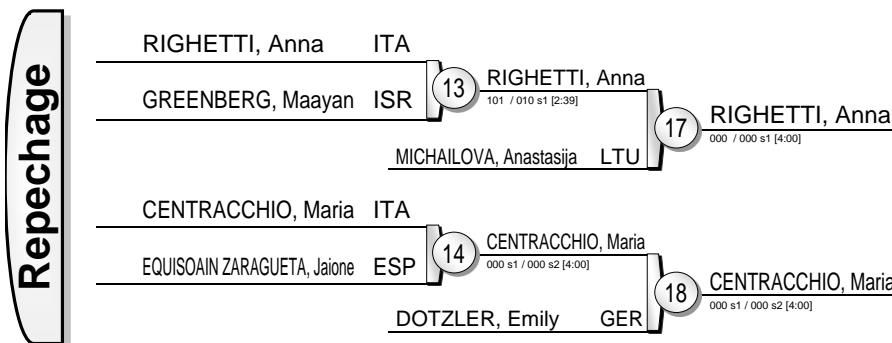 Repechage
RIGHETTI, Anna ITA
GREENBERG, Maayan ISR
13
RIGHETTI, Anna
101 / 010 s1 [2:39]
MICHAILOVA, Anastasija LTU
17
RIGHETTI, Anna
000 / 000 s1 [4:00]
CENTRACCHIO, Maria ITA
EQUISOAIN ZARAGUETA, Jaione ESP
14
CENTRACCHIO, Maria
000 s1 / 000 s2 [4:00]
DOTZLER, Emily GER
18
CENTRACCHIO, Maria
000 s1 / 000 s2 [4:00]